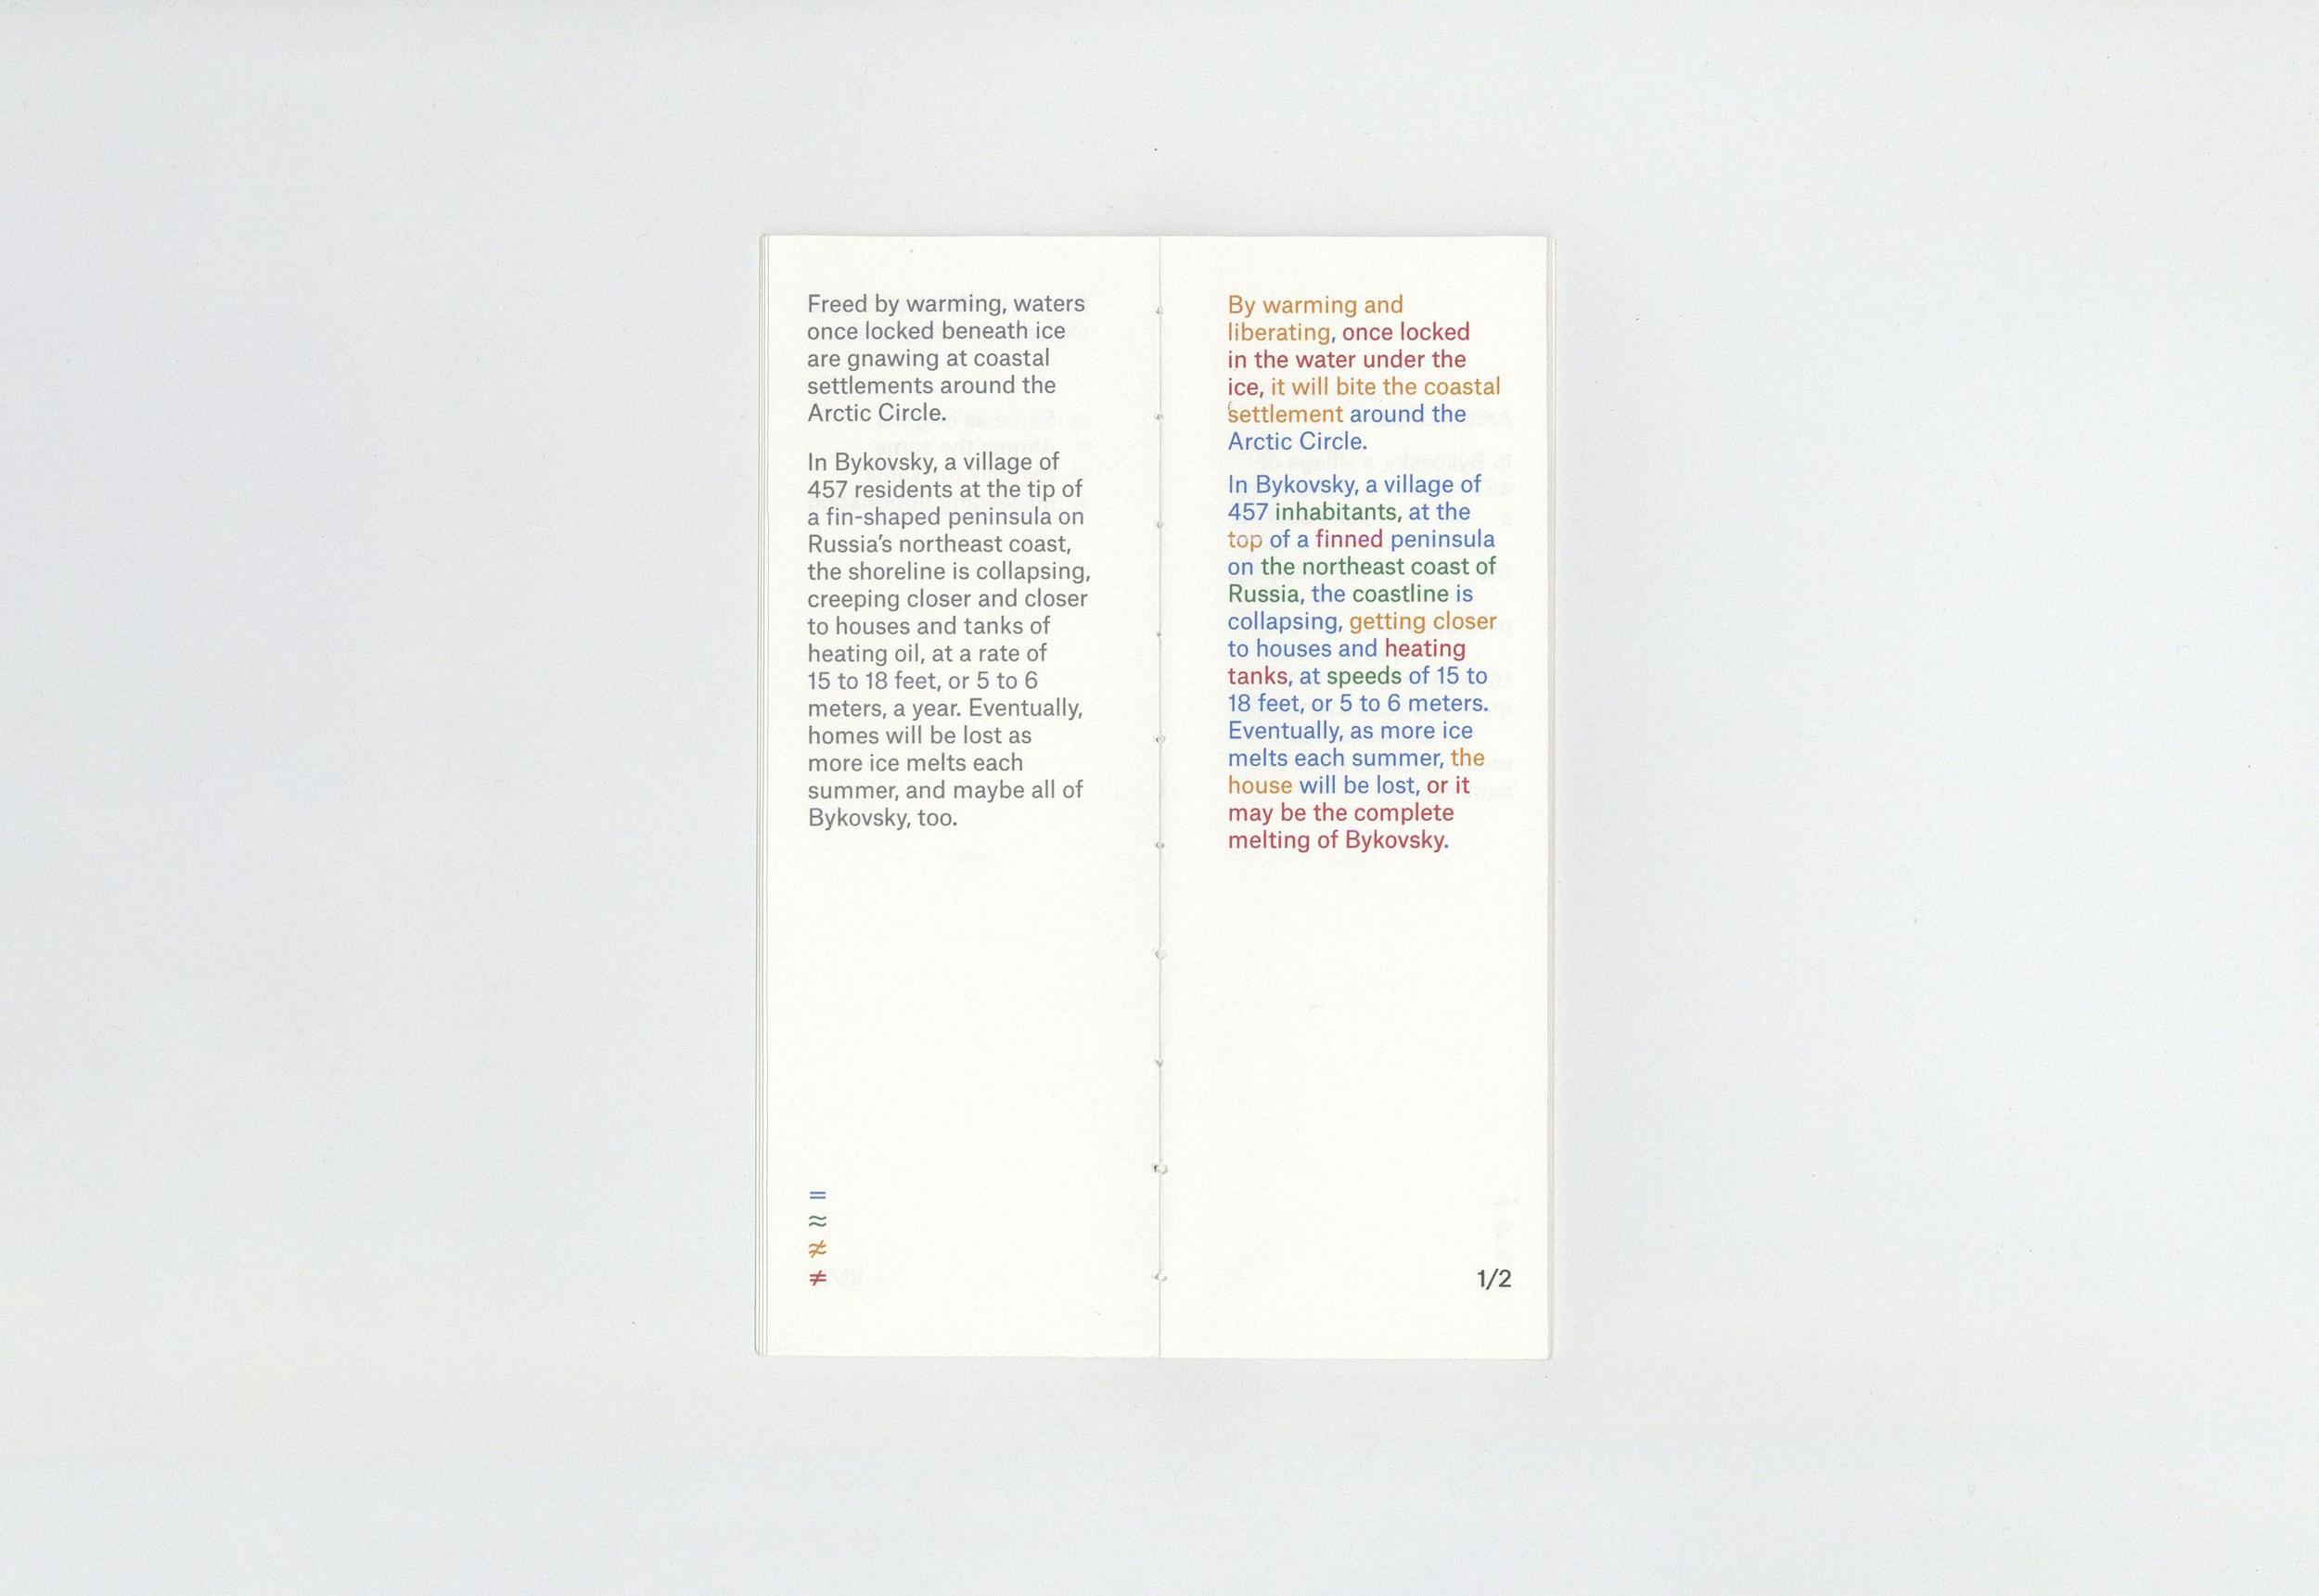 Freed by warming, waters
once locked beneath ice
are gnawing at coastal
settlements around the
Arctic Circle.
In Bykovsky, a village of
457 residents at the tip of
a fin-shaped peninsula on
Russia's northeast coast,
the shoreline is collapsing,
creeping closer and closer
to houses and tanks of
heating oil, at a rate of
15 to 18 feet, or 5 to 6
meters, a year. Eventually,
homes will be lost as
more ice melts each
summer, and maybe all of
Bykovsky, too.
=
≈
≉
≠
By warming and
liberating, once locked
in the water under the
ice, it will bite the coastal
settlement around the
Arctic Circle.
In Bykovsky, a village of
457 inhabitants, at the
top of a finned peninsula
on the northeast coast of
Russia, the coastline is
collapsing, getting closer
to houses and heating
tanks, at speeds of 15 to
18 feet, or 5 to 6 meters.
Eventually, as more ice
melts each summer, the
house will be lost, or it
may be the complete
melting of Bykovsky.
1/2